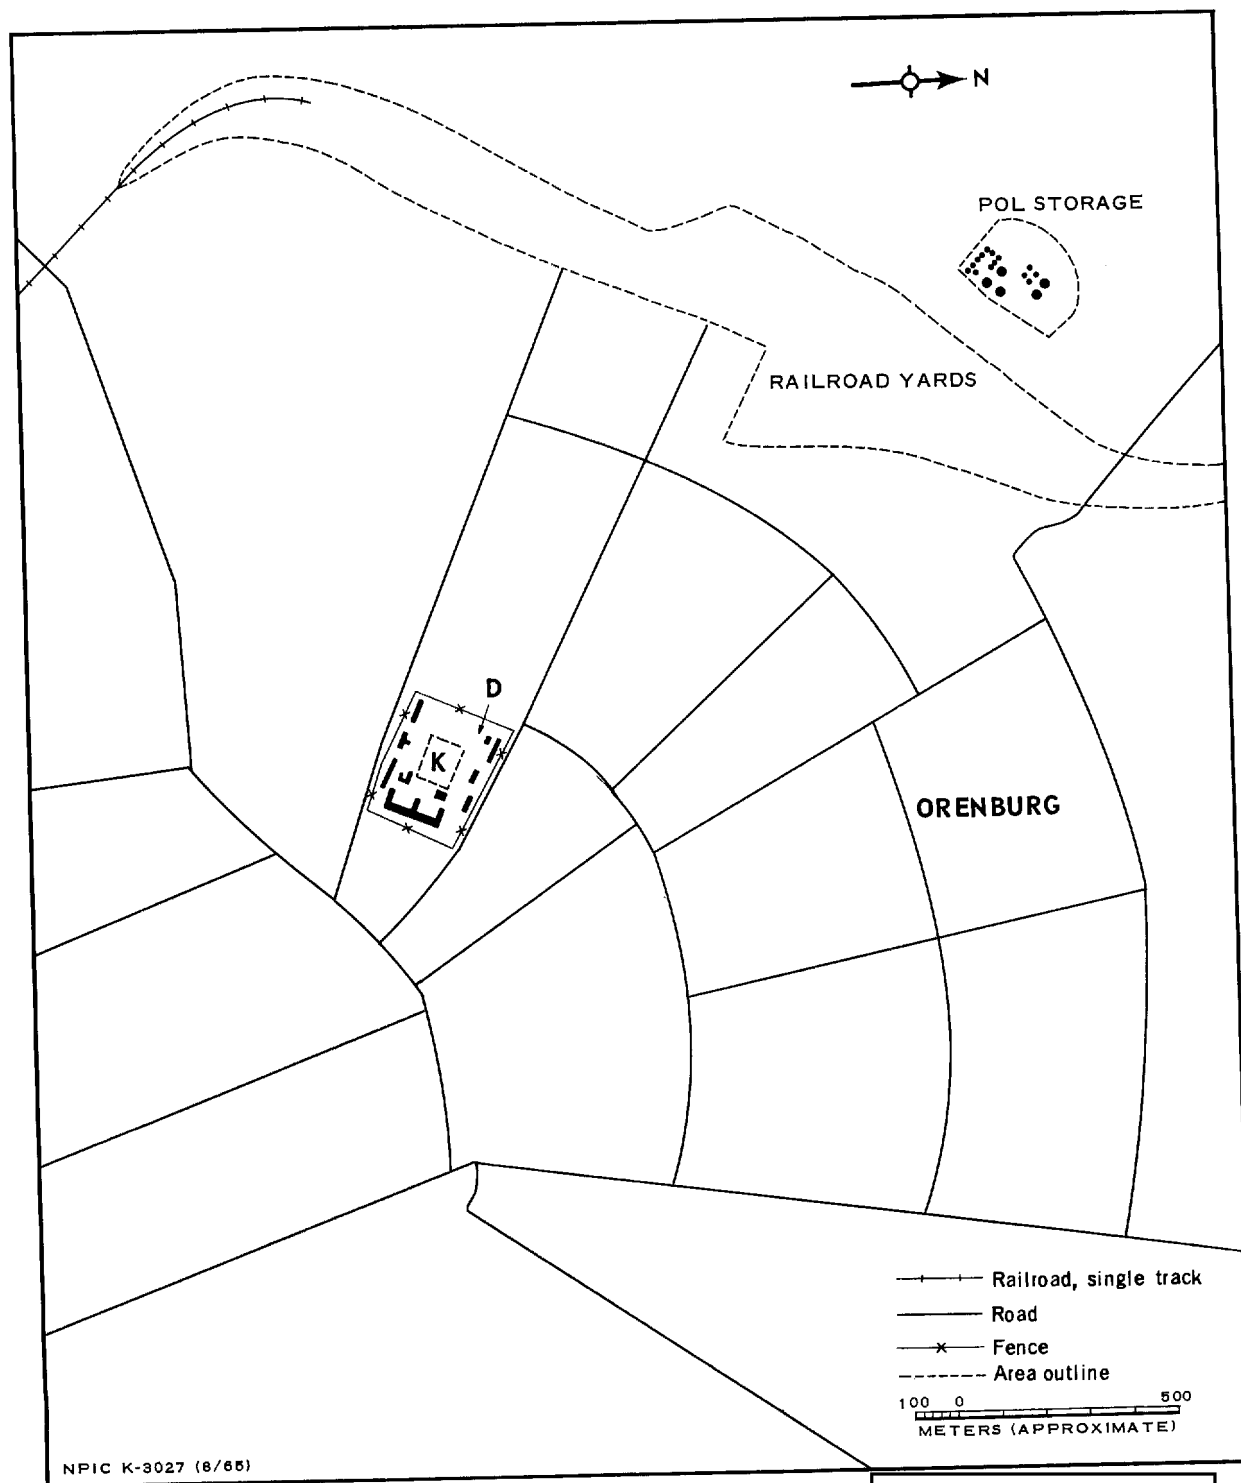 N
POL STORAGE
RAILROAD YARDS
D
K
ORENBURG
Railroad, single track
Road
Fence
Area outline
100 0 500
METERS (APPROXIMATE)
NPIC K-3027 (8/65)